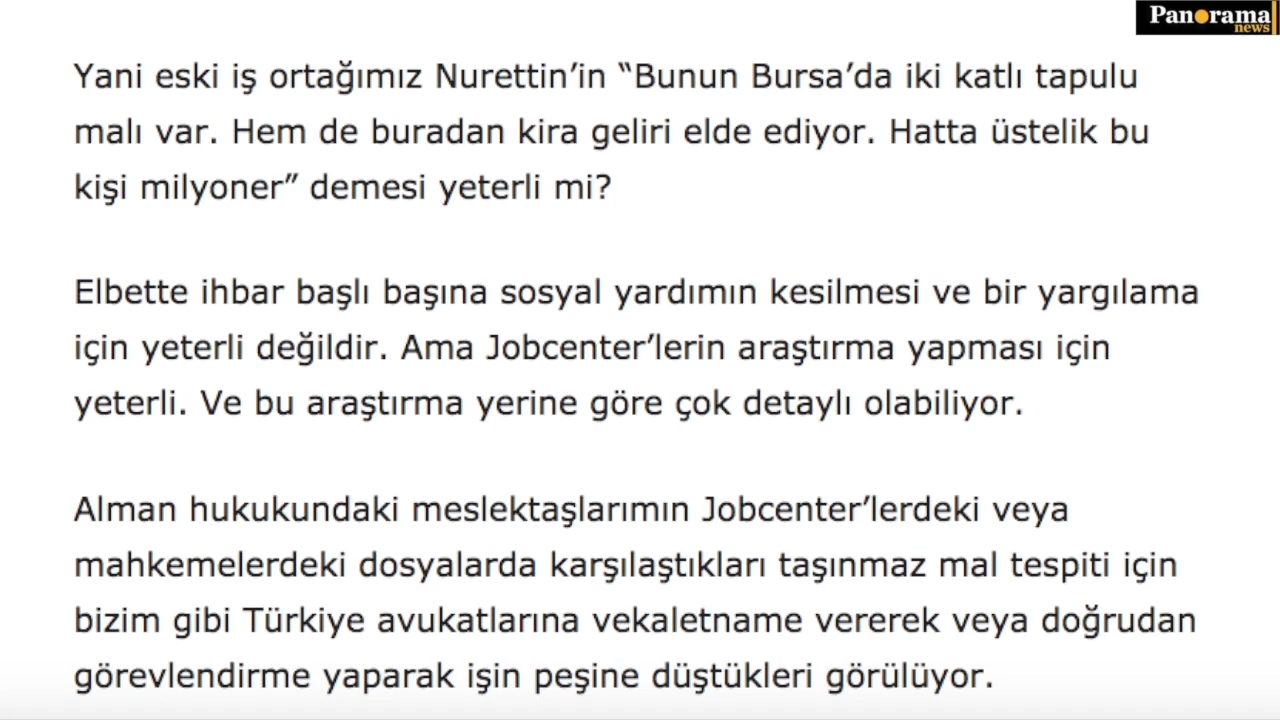 Panorama
news
Yani eski iş ortağımız Nurettin’in “Bunun Bursa’da iki katlı tapulu
malı var. Hem de buradan kira geliri elde ediyor. Hatta üstelik bu
kişi milyoner” demesi yeterli mi?
Elbette ihbar başlı başına sosyal yardımın kesilmesi ve bir yargılama
için yeterli değildir. Ama Jobcenter’lerin araştırma yapması için
yeterli. Ve bu araştırma yerine göre çok detaylı olabiliyor.
Alman hukukundaki meslektaşlarımın Jobcenter’lerdeki veya
mahkemelerdeki dosyalarda karşılaştıkları taşınmaz mal tespiti için
bizim gibi Türkiye avukatlarına vekaletname vererek veya doğrudan
görevlendirme yaparak işin peşine düştükleri görülüyor.